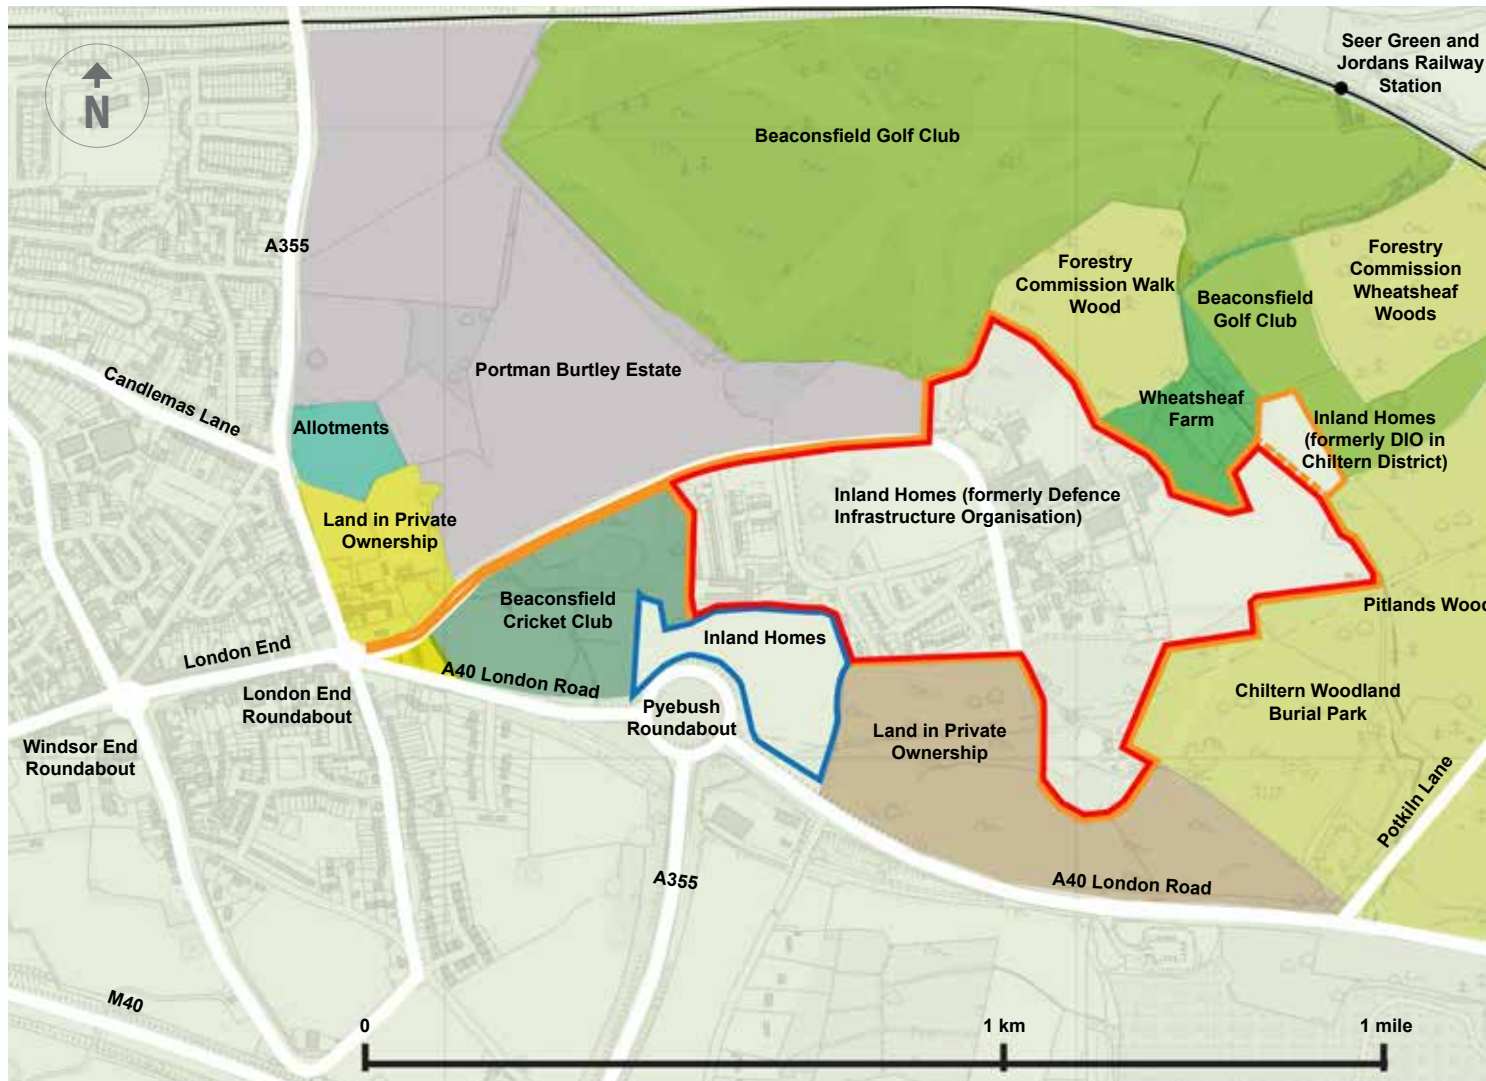 N
Seer Green and
Jordans Railway
Station
Beaconsfield Golf Club
A355
Forestry
Commission Walk
Wood
Forestry
Commission
Wheatsheaf
Woods
Beaconsfield
Golf Club
Portman Burtley Estate
Candlemas Lane
Allotments
Wheatsheaf
Farm
Inland Homes
(formerly DIO in
Chiltern District)
Land in Private
Ownership
Inland Homes (formerly Defence
Infrastructure Organisation)
Beaconsfield
Cricket Club
Pitlands Wood
Inland Homes
London End
A40 London Road
London End
Roundabout
Pyebush
Roundabout
Chiltern Woodland
Burial Park
Windsor End
Roundabout
Land in Private
Ownership
Potkiln Lane
A355
A40 London Road
M40
0
1 km
1 mile